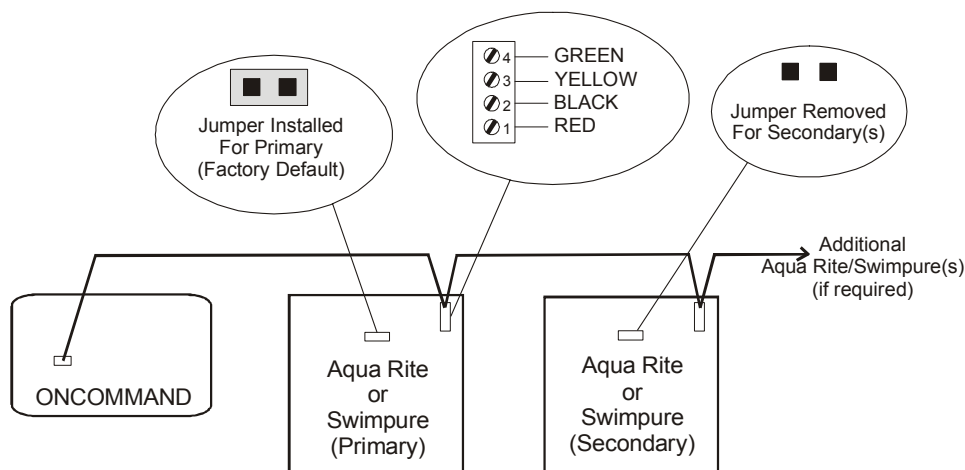 Jumper Installed
For Primary
(Factory Default)
4 GREEN
3 YELLOW
2 BLACK
1 RED
Jumper Removed
For Secondary(s)
Additional
Aqua Rite/Swimpure(s)
(if required)
ONCOMMAND
Aqua Rite
or
Swimpure
(Primary)
Aqua Rite
or
Swimpure
(Secondary)